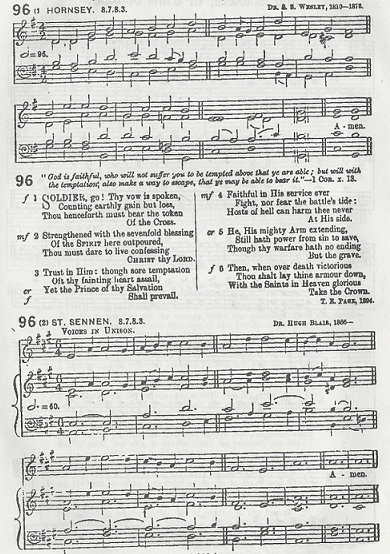 96 (1) HORNSEY. 8.7.8.3. DR. S. S. WESLEY, 1810–1876.
=96.
A - men.
96 "God is faithful, who will not suffer you to be tempted above that ye are able; but will with
the temptation also make a way to escape, that ye may be able to bear it."—1 COR. x. 13.
f 1 SOLDIER, go! Thy vow is spoken,
Counting earthly gain but loss,
Thou henceforth must bear the token
Of the Cross.
mf 2 Strengthened with the sevenfold blessing
Of the SPIRIT here outpoured,
Thou must dare to live confessing
CHRIST thy LORD.
3 Trust in Him: though sore temptation
Oft thy fainting heart assail,
cr Yet the Prince of thy Salvation
f Shall prevail.
mf 4 Faithful in His service ever
Fight, nor fear the battle's tide:
Hosts of hell can harm thee never
At His side.
cr 5 He, His mighty Arm extending,
Still hath power from sin to save,
Though thy warfare hath no ending
But the grave.
f 6 Then, when over death victorious
Thou shalt lay thine armour down,
With the Saints in Heaven glorious
Take the Crown.
T. E. PAGE, 1894.
96 (2) ST. SENNEN. 8.7.8.3. DR. HUGH BLAIR, 1866–
VOICES IN UNISON.
=60.
A - men.